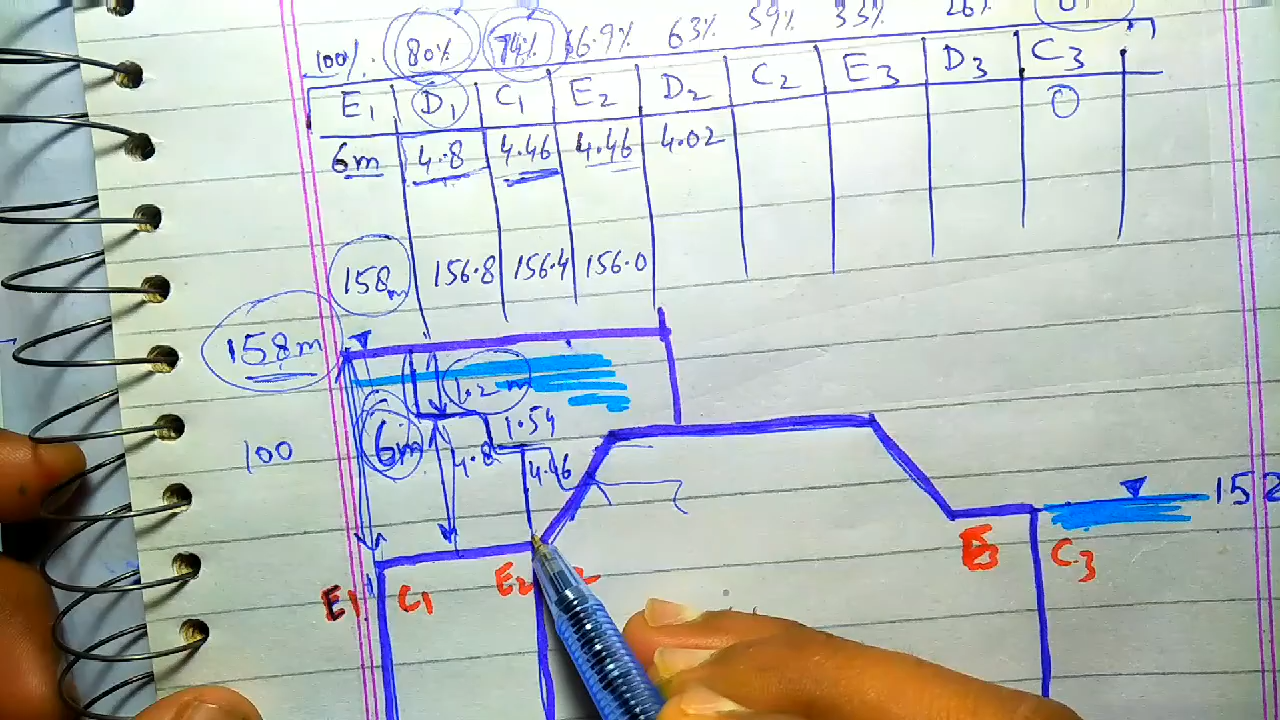 100% 80% 74% 66.9% 63% 59% 33% 26%
E1 D1 C1 E2 D2 C2 E3 D3 C3
6m 4.8 4.46 4.46 4.02 0
158m 156.8 156.4 156.0
158m
1.2m
100 6m 4.8 1.54
4.46
152
E1 C1 E2 E3 C3